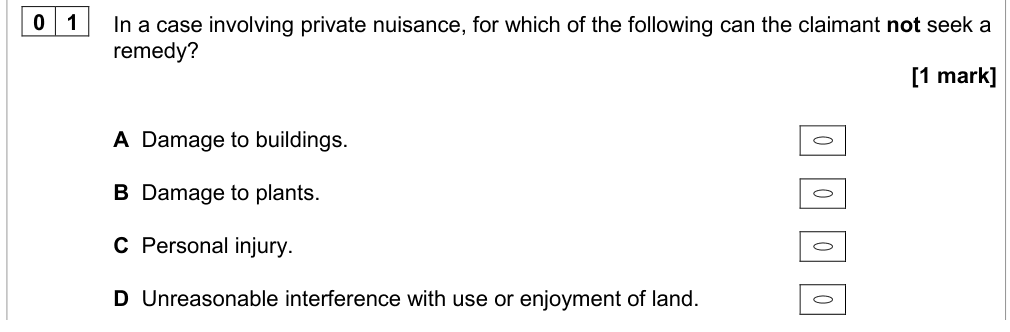 0 1 In a case involving private nuisance, for which of the following can the claimant not seek a
remedy?
[1 mark]
A Damage to buildings.
B Damage to plants.
C Personal injury.
D Unreasonable interference with use or enjoyment of land.